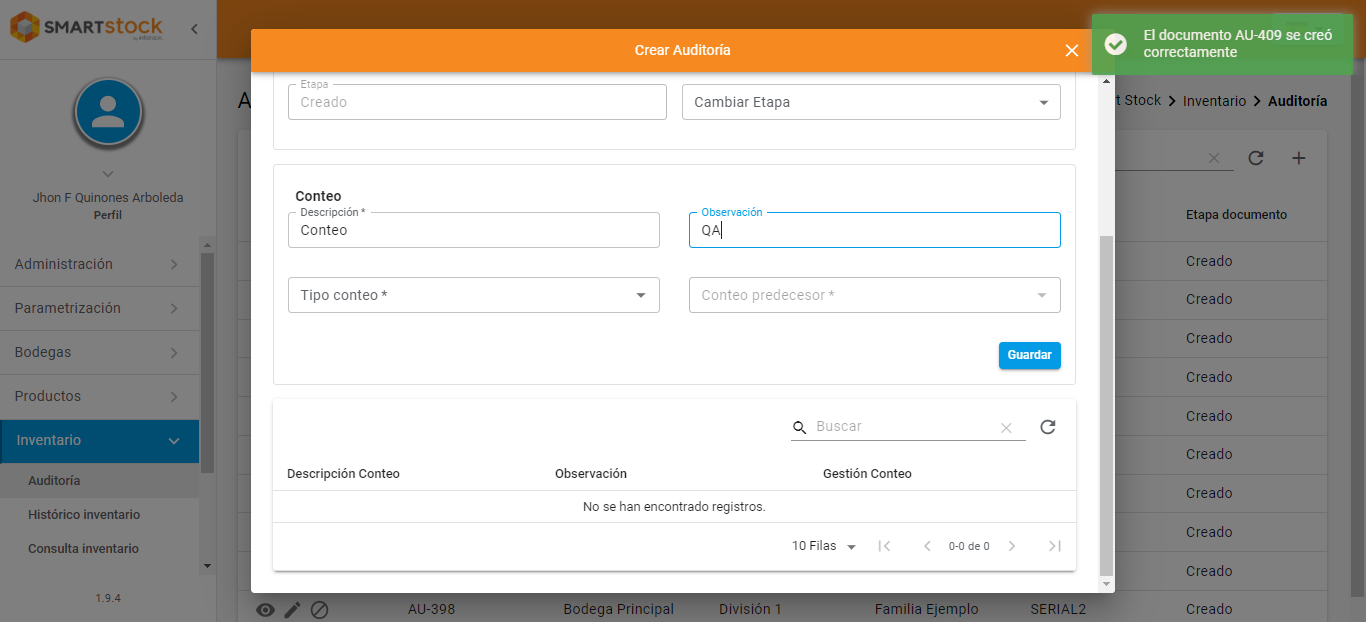 SMARTSTOCK
Crear Auditoría
El documento AU-409 se creó
correctamente
Etapa
Creado
Cambiar Etapa
A
t Stock > Inventario > Auditoría
Jhon F Quinones Arboleda
Perfil
Administración
Parametrización
Bodegas
Productos
Inventario
Auditoría
Histórico inventario
Consulta inventario
1.9.4
Conteo
Descripción *
Conteo
Observación
QA
Tipo conteo *
Conteo predecesor *
Guardar
Buscar
Descripción Conteo Observación Gestión Conteo
No se han encontrado registros.
10 Filas 0-0 de 0
Etapa documento
Creado
Creado
Creado
Creado
Creado
Creado
Creado
Creado
Creado
AU-398 Bodega Principal División 1 Familia Ejemplo SERIAL2 Creado